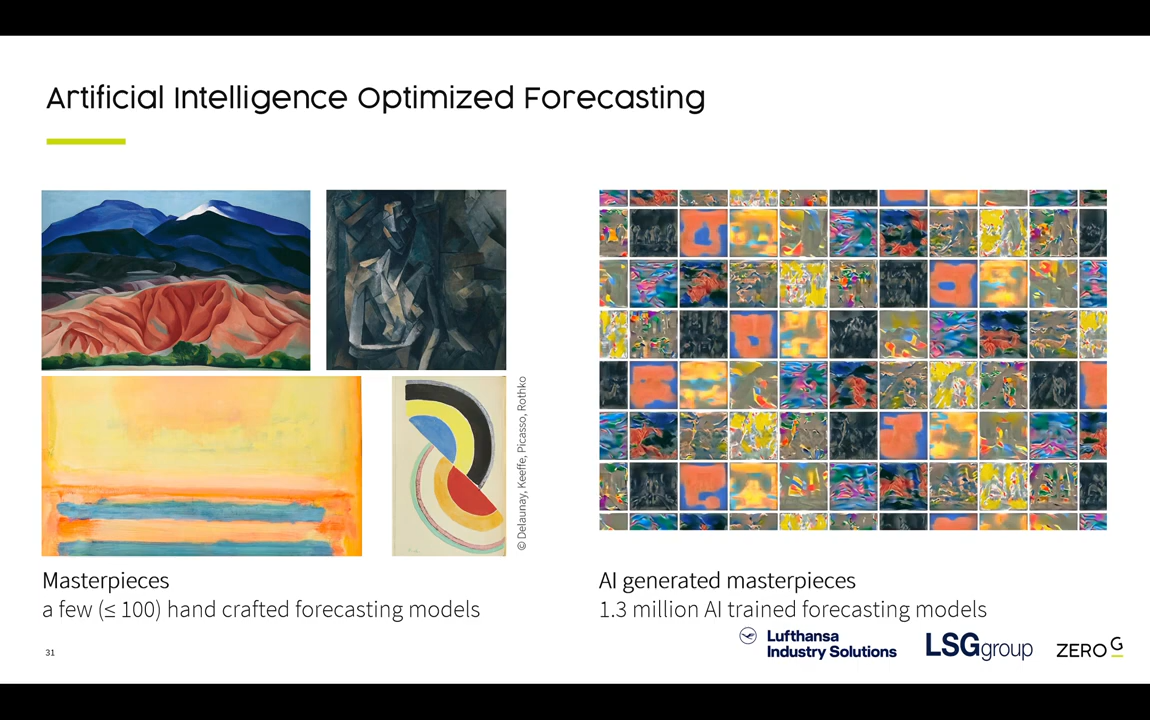 Artificial Intelligence Optimized Forecasting
© Delaunay, Keeffe, Picasso, Rothko
Masterpieces
a few (≤ 100) hand crafted forecasting models
AI generated masterpieces
1.3 million AI trained forecasting models
31
Lufthansa
Industry Solutions
LSGgroup
ZERO G